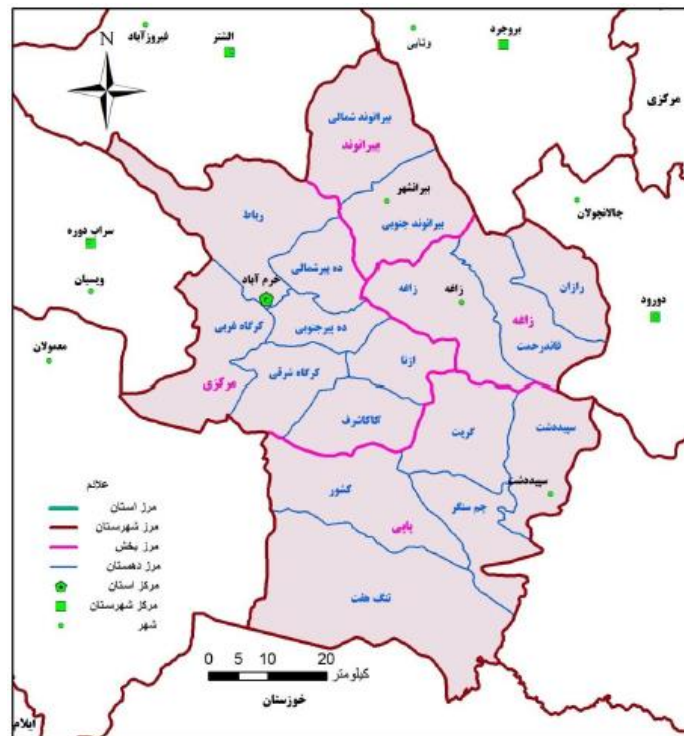 N
فیروزآباد
الشتر
ونایی
بروجرد
مرکزی
بیرانوند شمالی
بیرانوند
بیرانشهر
بیرانوند جنوبی
چالانچولان
رباط
سراب دوره
ویسیان
ده پیرشمالی
خرم آباد
زاغه
زاغه
رازان
زاغه
قائدرحمت
دورود
معمولان
کرگاه غربی
ده پیرجنوبی
ازنا
مرکزی
کرگاه شرقی
کاکاشرف
گریت
سپیددشت
سپیددشت
کشور
چم سنگر
پاپی
تنگ هفت
علائم
مرز استان
مرز شهرستان
مرز بخش
مرز دهستان
مرکز استان
مرکز شهرستان
شهر
0 5 10 20
کیلومتر
خوزستان
ایلام